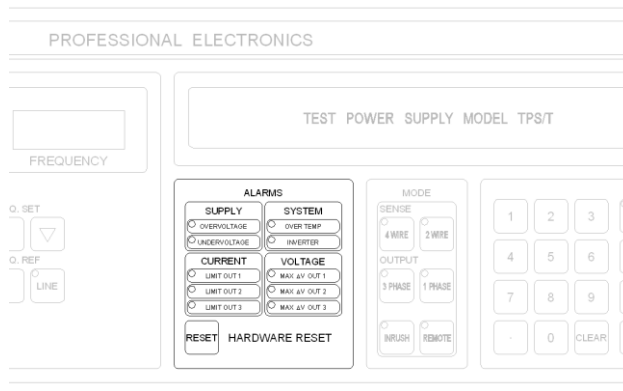 PROFESSIONAL ELECTRONICS
TEST POWER SUPPLY MODEL TPS/T
FREQUENCY
Q. SET
Q. REF
LINE
ALARMS
SUPPLY
OVERVOLTAGE
UNDERVOLTAGE
SYSTEM
OVER TEMP
INVERTER
CURRENT
LIMIT OUT 1
LIMIT OUT 2
LIMIT OUT 3
VOLTAGE
MAX ΔV OUT 1
MAX ΔV OUT 2
MAX ΔV OUT 3
RESET HARDWARE RESET
MODE
SENSE
4 WIRE 2 WIRE
OUTPUT
3 PHASE 1 PHASE
INRUSH REMOTE
1 2 3
4 5 6
7 8 9
. 0 CLEAR